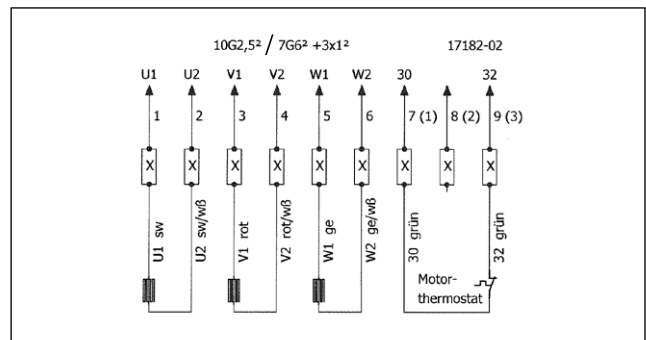 10G2,5² / 7G6² +3x1² 17182-02
U1 U2 V1 V2 W1 W2 30 32
1 2 3 4 5 6 7 (1) 8 (2) 9 (3)
X X X X X X X X X
U1 sw
U2 sw/wß
V1 rot
V2 rot/wß
W1 ge
W2 ge/wß
30 grün
32 grün
Motor-
thermostat